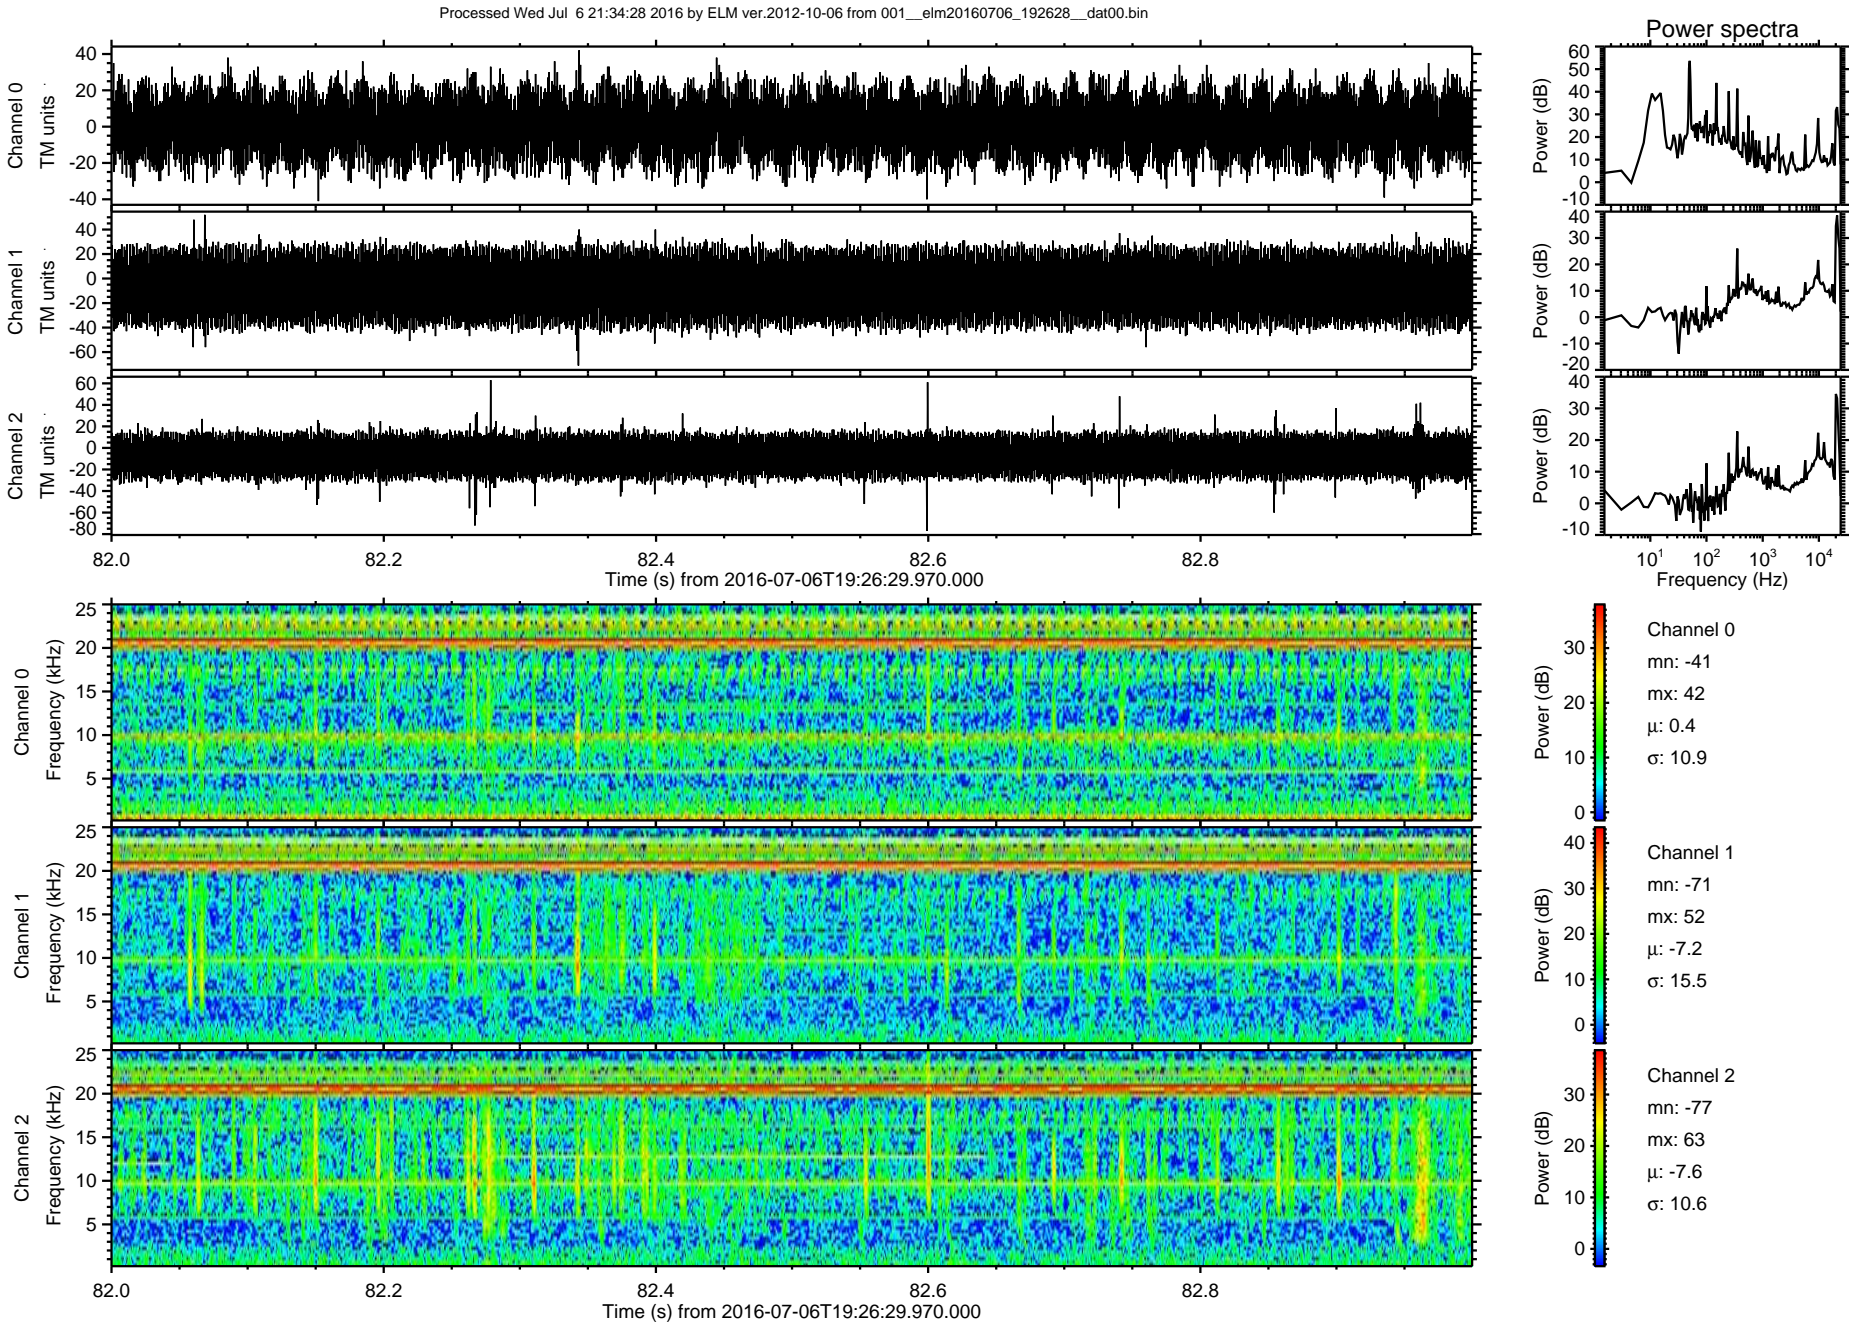 Processed Wed Jul 6 21:34:28 2016 by ELM ver.2012-10-06 from 001__elm20160706_192628__dat00.bin
Power spectra
Channel 0
TM units
40
20
0
-20
-40
Power (dB)
60
50
40
30
20
10
0
-10
Channel 1
TM units
40
20
0
-20
-40
-60
Power (dB)
40
30
20
10
0
-10
-20
Channel 2
TM units
60
40
20
0
-20
-40
-60
-80
Power (dB)
40
30
20
10
0
-10
82.0 82.2 82.4 82.6 82.8
Time (s) from 2016-07-06T19:26:29.970.000
10^1 10^2 10^3 10^4
Frequency (Hz)
Channel 0
Frequency (kHz)
25
20
15
10
5
Power (dB)
30
20
10
0
Channel 0
mn: -41
mx: 42
μ: 0.4
σ: 10.9
Channel 1
Frequency (kHz)
25
20
15
10
5
Power (dB)
40
30
20
10
0
Channel 1
mn: -71
mx: 52
μ: -7.2
σ: 15.5
Channel 2
Frequency (kHz)
25
20
15
10
5
Power (dB)
30
20
10
0
Channel 2
mn: -77
mx: 63
μ: -7.6
σ: 10.6
82.0 82.2 82.4 82.6 82.8
Time (s) from 2016-07-06T19:26:29.970.000